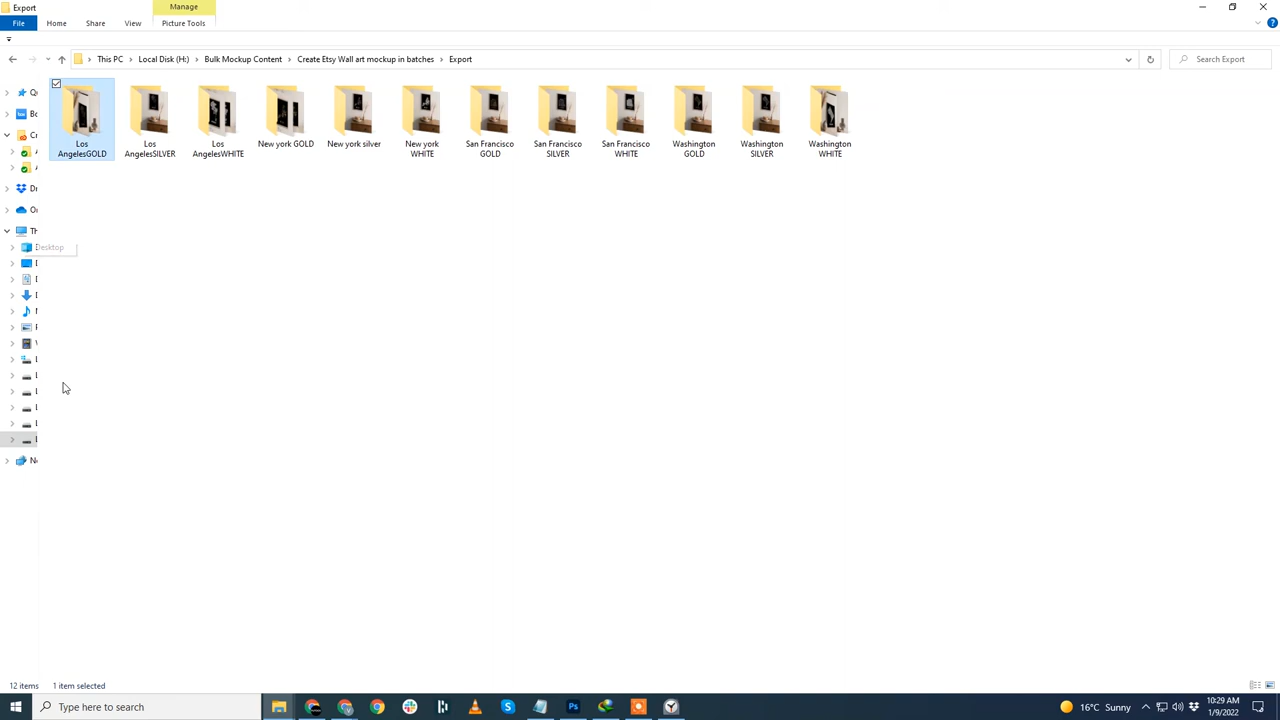 Export
Manage
File
Home
Share
View
Picture Tools
This PC
Local Disk (H:)
Bulk Mockup Content
Create Etsy Wall art mockup in batches
Export
Search Export
Los AngelesGOLD
Los AngelesSILVER
Los AngelesWHITE
New york GOLD
New york silver
New york WHITE
San Francisco GOLD
San Francisco SILVER
San Francisco WHITE
Washington GOLD
Washington SILVER
Washington WHITE
Desktop
12 items
1 item selected
Type here to search
16°C Sunny
10:29 AM
1/9/2022